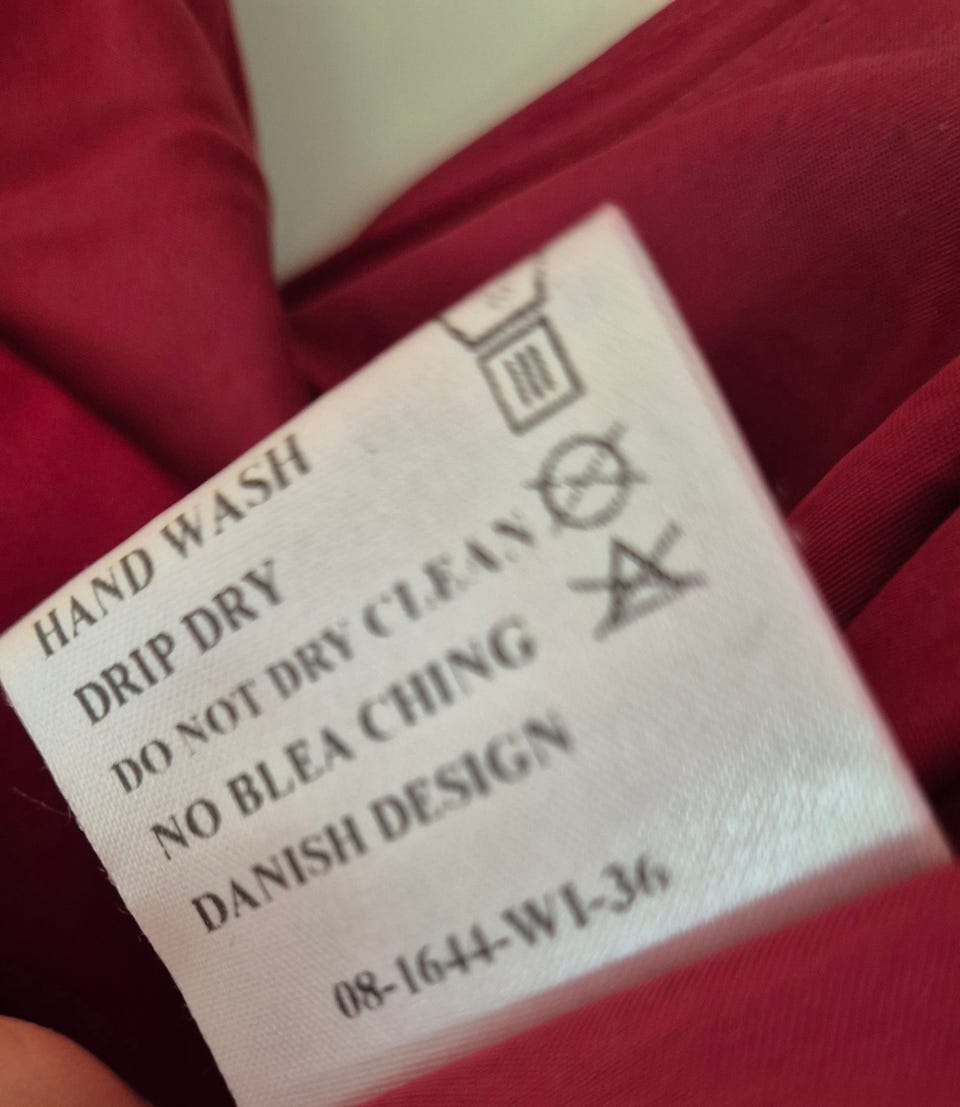 HAND WASH
DRIP DRY
DO NOT DRY CLEAN
NO BLEA CHING
DANISH DESIGN
08-1644-WI-36